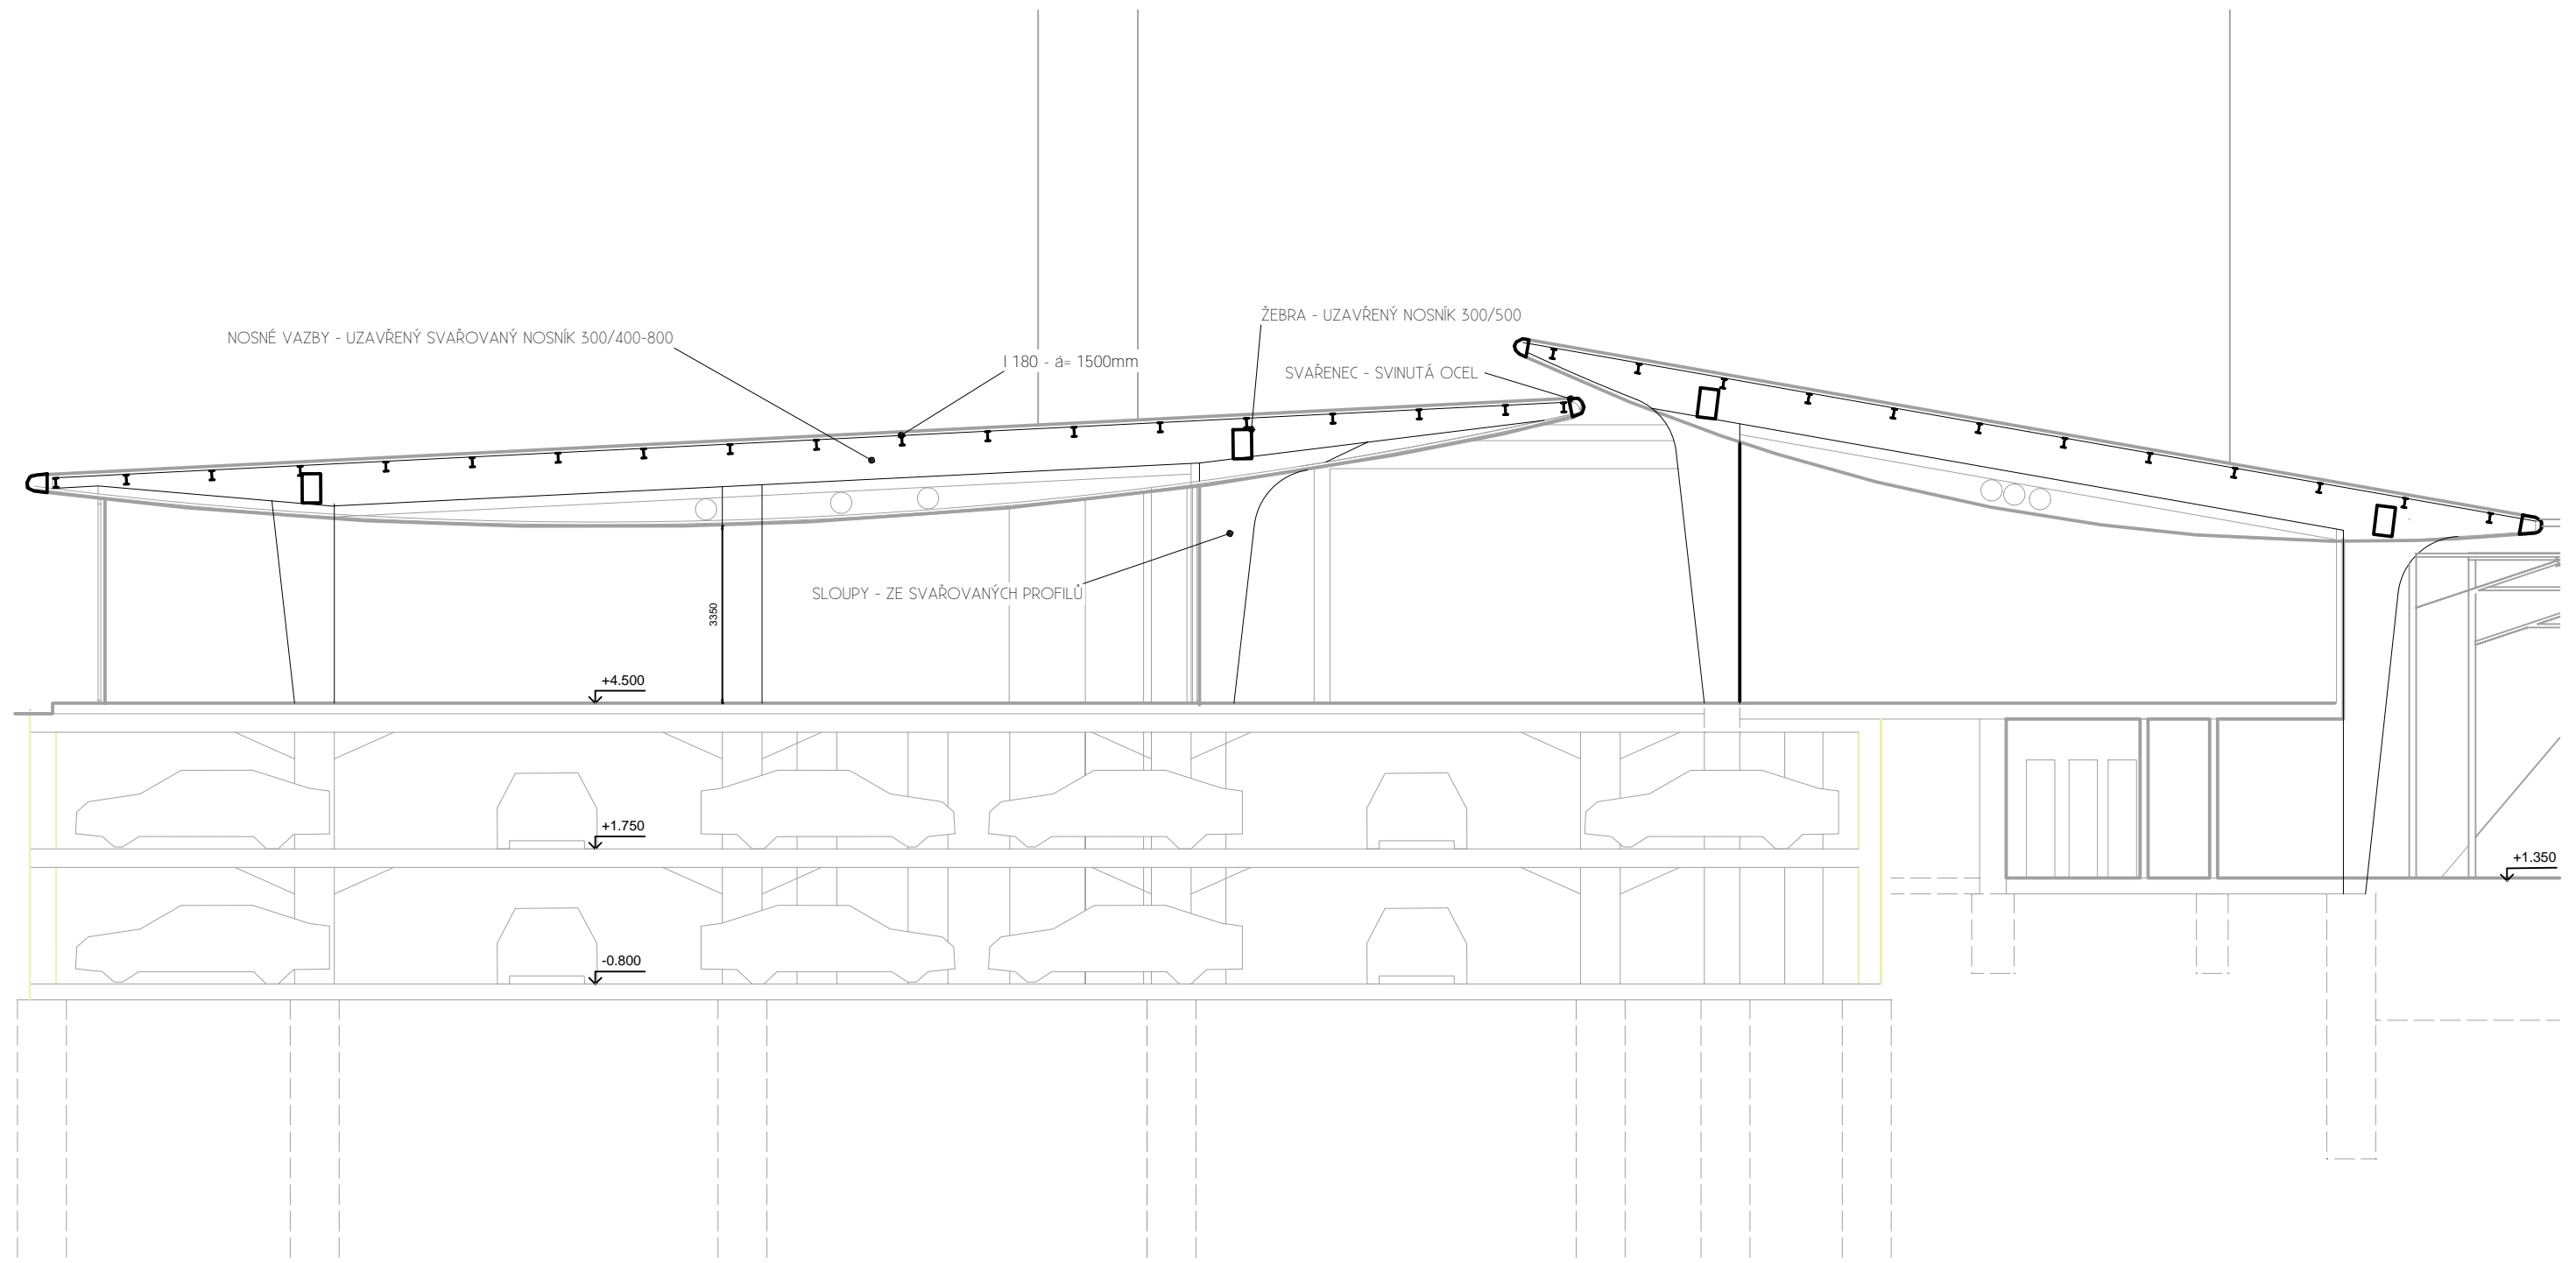 ŽEBRA - UZAVŘENÝ NOSNÍK 300/500
NOSNÉ VAZBY - UZAVŘENÝ SVAŘOVANÝ NOSNÍK 300/400-800
I 180 - á= 1500mm
SVAŘENEC - SVINUTÁ OCEL
SLOUPY - ZE SVAŘOVANÝCH PROFILŮ
3350
+4.500
+1.750
+1.350
-0.800